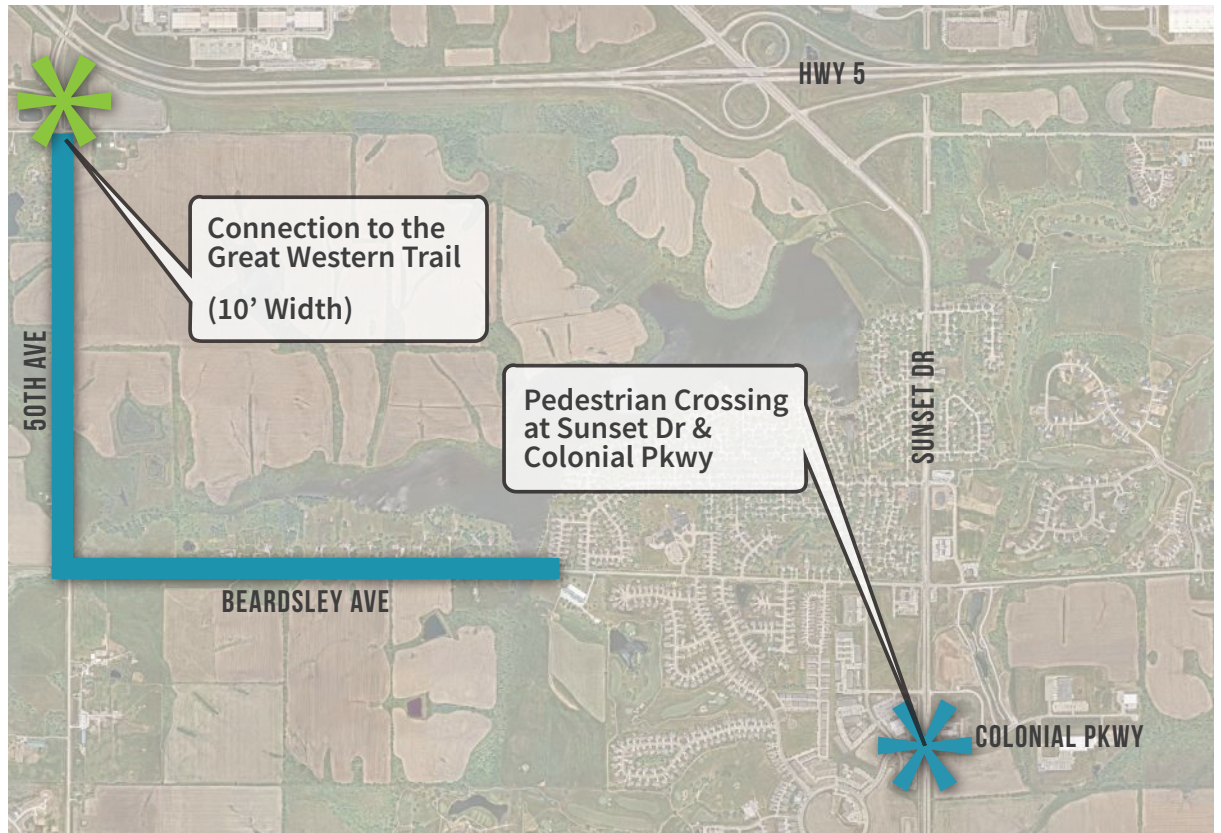 HWY 5
Connection to the
Great Western Trail
(10’ Width)
50TH AVE
Pedestrian Crossing
at Sunset Dr &
Colonial Pkwy
SUNSET DR
BEARDSLEY AVE
COLONIAL PKWY